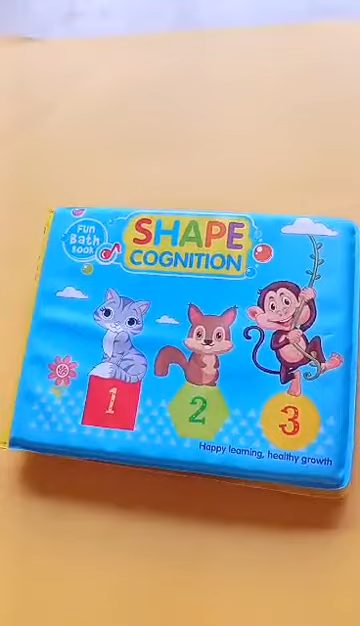 Fun
Bath
Book
SHAPE
COGNITION
1
2
3
Happy learning, healthy growth